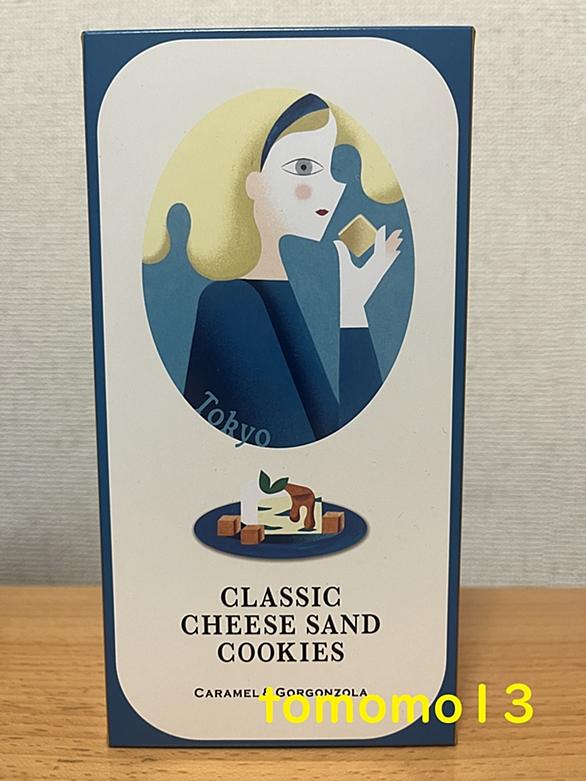 Tokyo
CLASSIC
CHEESE SAND
COOKIES
CARAMEL & GORGONZOLA
tomomo13